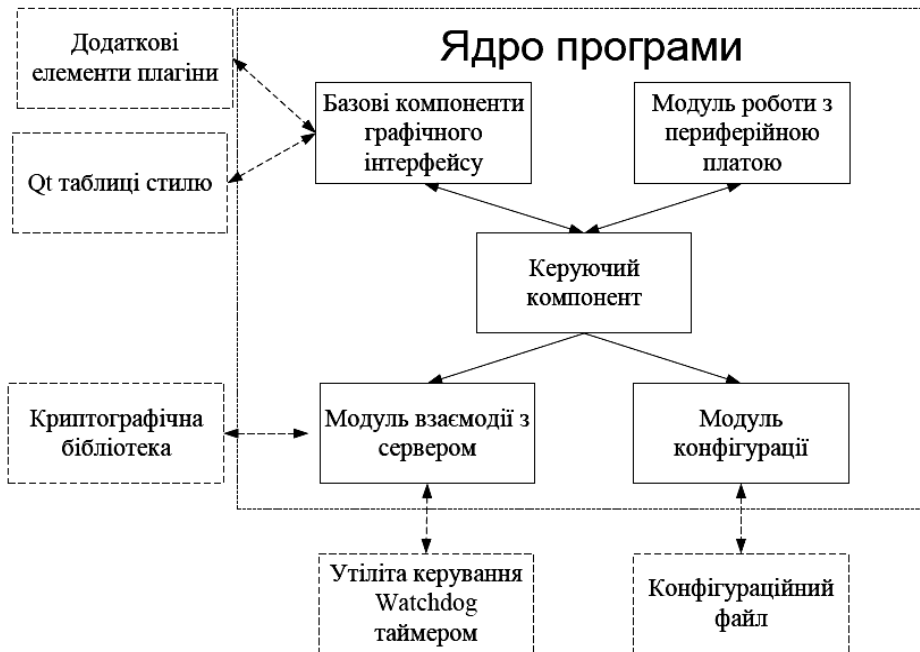 Ядро програми
Додаткові
елементи плагіни
Базові компоненти
графічного
інтерфейсу
Модуль роботи з
периферійною
платою
Qt таблиці стилю
Керуючий
компонент
Криптографічна
бібліотека
Модуль взаємодії з
сервером
Модуль
конфігурації
Утіліта керування
Watchdog
таймером
Конфігураційний
файл